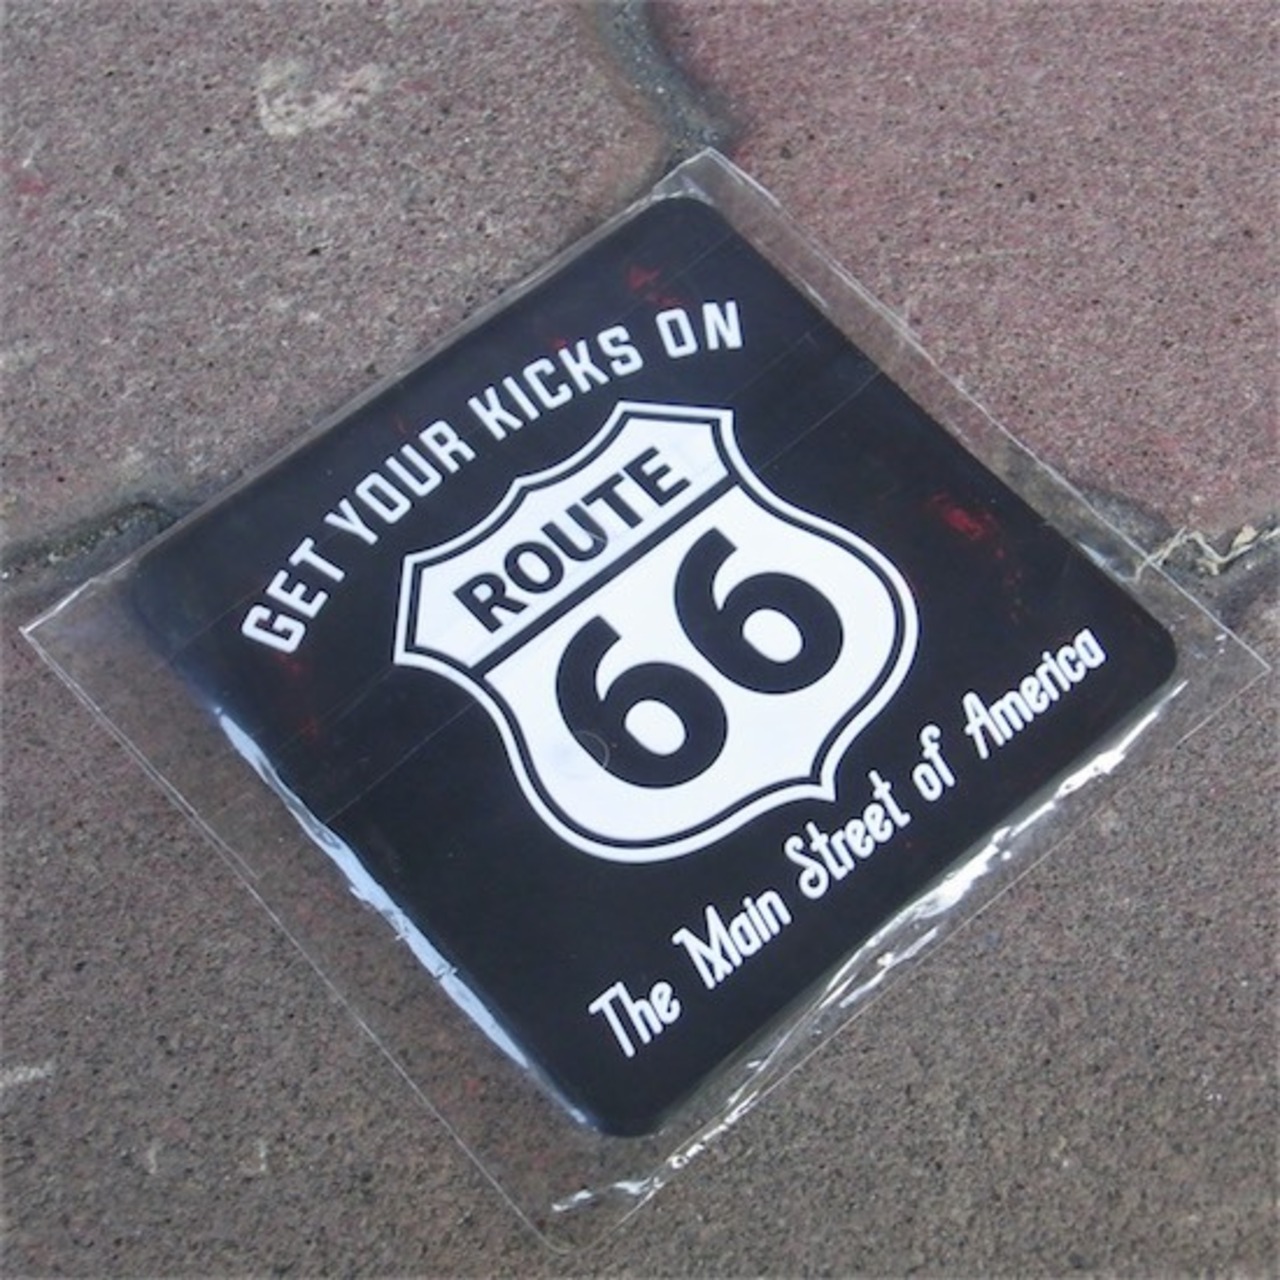 GET YOUR KICKS ON
ROUTE
66
The Main Street of America